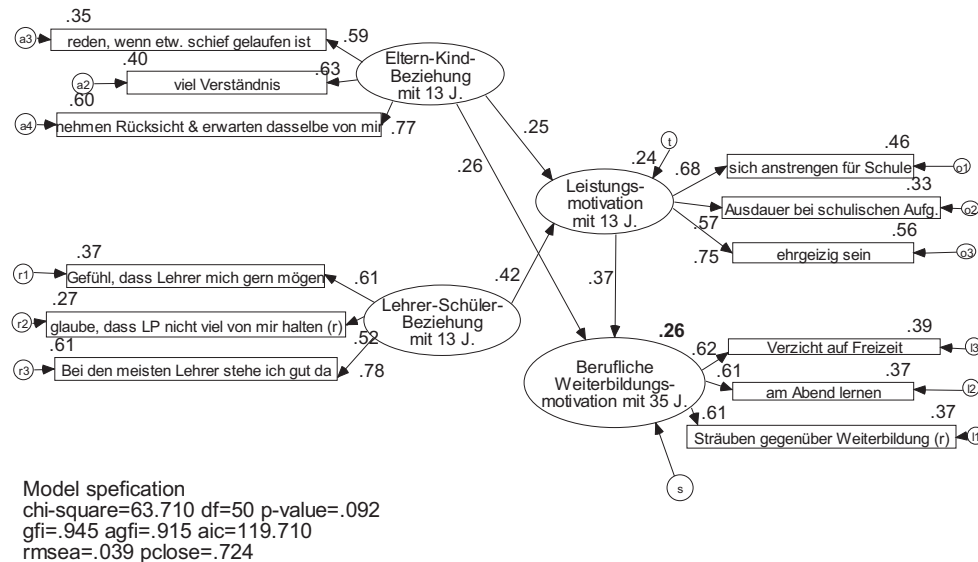 .35
a3
reden, wenn etw. schief gelaufen ist
.59
.40
a2
viel Verständnis
.63
.60
a4
nehmen Rücksicht & erwarten dasselbe von mir
.77
Eltern-Kind-
Beziehung
mit 13 J.
.25
.26
t
.24
Leistungs-
motivation
mit 13 J.
.68
.46
sich anstrengen für Schule
o1
.33
Ausdauer bei schulischen Aufg.
o2
.57
.56
ehrgeizig sein
o3
.75
.37
r1
Gefühl, dass Lehrer mich gern mögen
.61
.27
r2
glaube, dass LP nicht viel von mir halten (r)
.52
.61
r3
Bei den meisten Lehrer stehe ich gut da
.78
Lehrer-Schüler-
Beziehung
mit 13 J.
.42
.37
.26
Berufliche
Weiterbildungs-
motivation mit 35 J.
.62
.39
Verzicht auf Freizeit
l3
.61
.37
am Abend lernen
l2
.61
.37
Sträuben gegenüber Weiterbildung (r)
l1
s
Model spefication
chi-square=63.710 df=50 p-value=.092
gfi=.945 agfi=.915 aic=119.710
rmsea=.039 pclose=.724